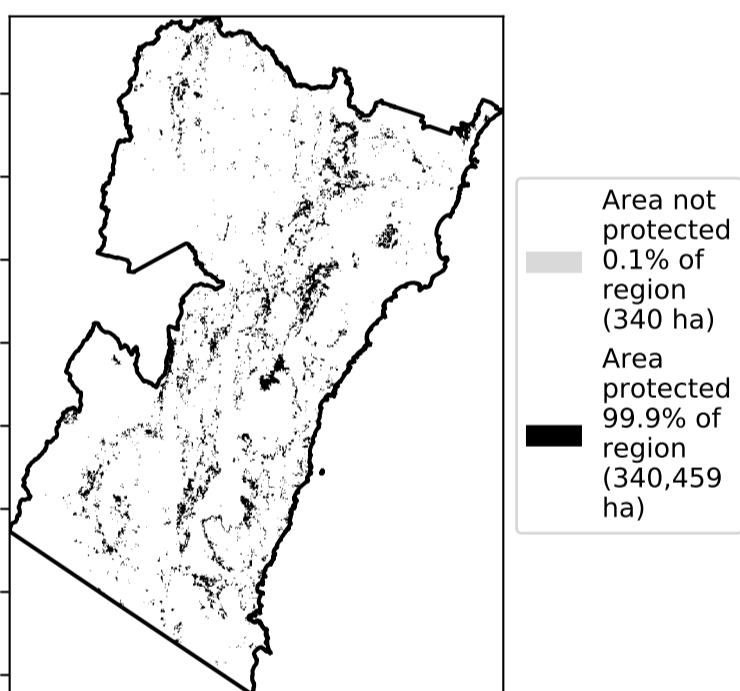 Area not
protected
0.1% of
region
(340 ha)
Area
protected
99.9% of
region
(340,459
ha)